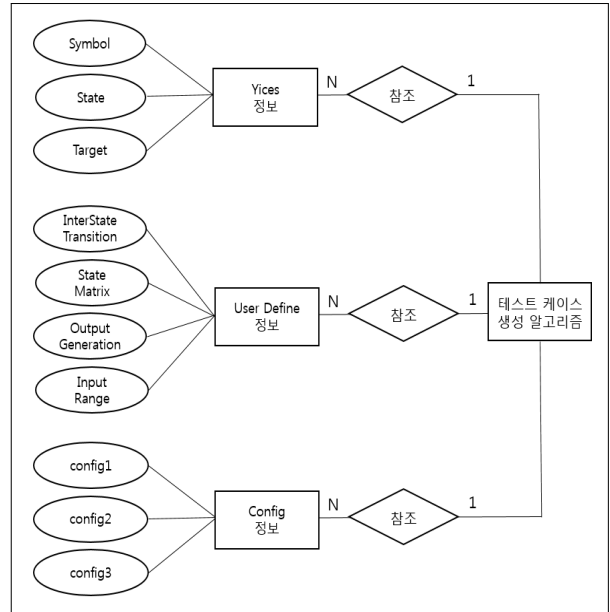 Symbol
State
Target
Yices
정보
N
참조
1
InterState
Transition
State
Matrix
Output
Generation
Input
Range
User Define
정보
N
참조
1
테스트 케이스
생성 알고리즘
config1
config2
config3
Config
정보
N
참조
1